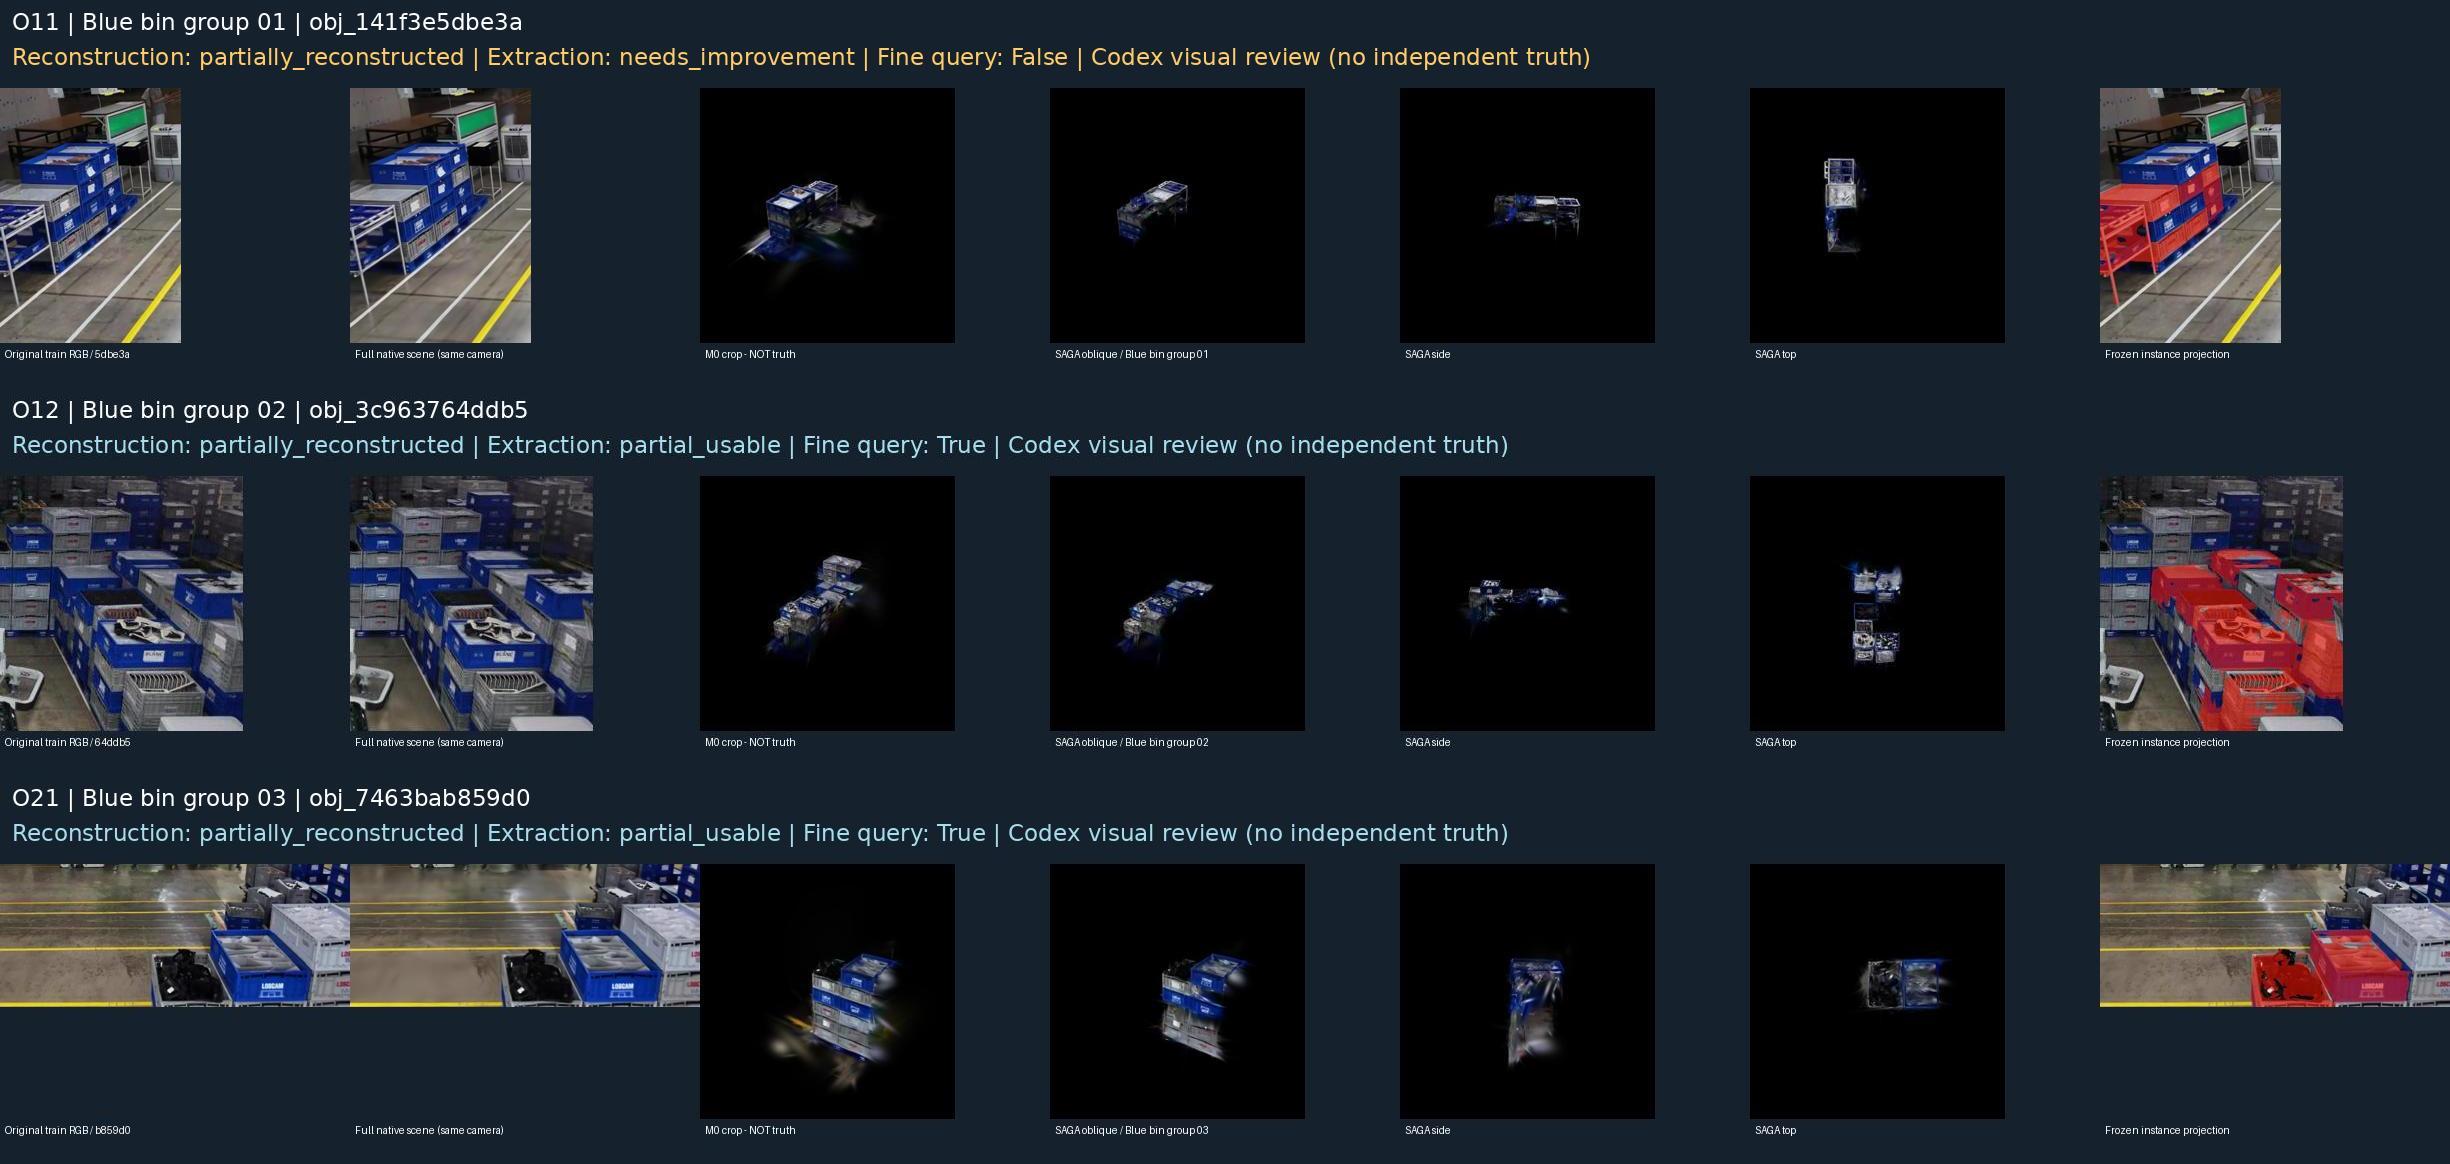 O11 | Blue bin group 01 | obj_141f3e5dbe3a
Reconstruction: partially_reconstructed | Extraction: needs_improvement | Fine query: False | Codex visual review (no independent truth)
Original train RGB / 5dbe3a
Full native scene (same camera)
M0 crop - NOT truth
SAGA oblique / Blue bin group 01
SAGA side
SAGA top
Frozen instance projection
O12 | Blue bin group 02 | obj_3c963764ddb5
Reconstruction: partially_reconstructed | Extraction: partial_usable | Fine query: True | Codex visual review (no independent truth)
Original train RGB / 64ddb5
Full native scene (same camera)
M0 crop - NOT truth
SAGA oblique / Blue bin group 02
SAGA side
SAGA top
Frozen instance projection
O21 | Blue bin group 03 | obj_7463bab859d0
Reconstruction: partially_reconstructed | Extraction: partial_usable | Fine query: True | Codex visual review (no independent truth)
LOSCAM
LOSCAM
LOSCAM
Original train RGB / b859d0
Full native scene (same camera)
M0 crop - NOT truth
SAGA oblique / Blue bin group 03
SAGA side
SAGA top
Frozen instance projection